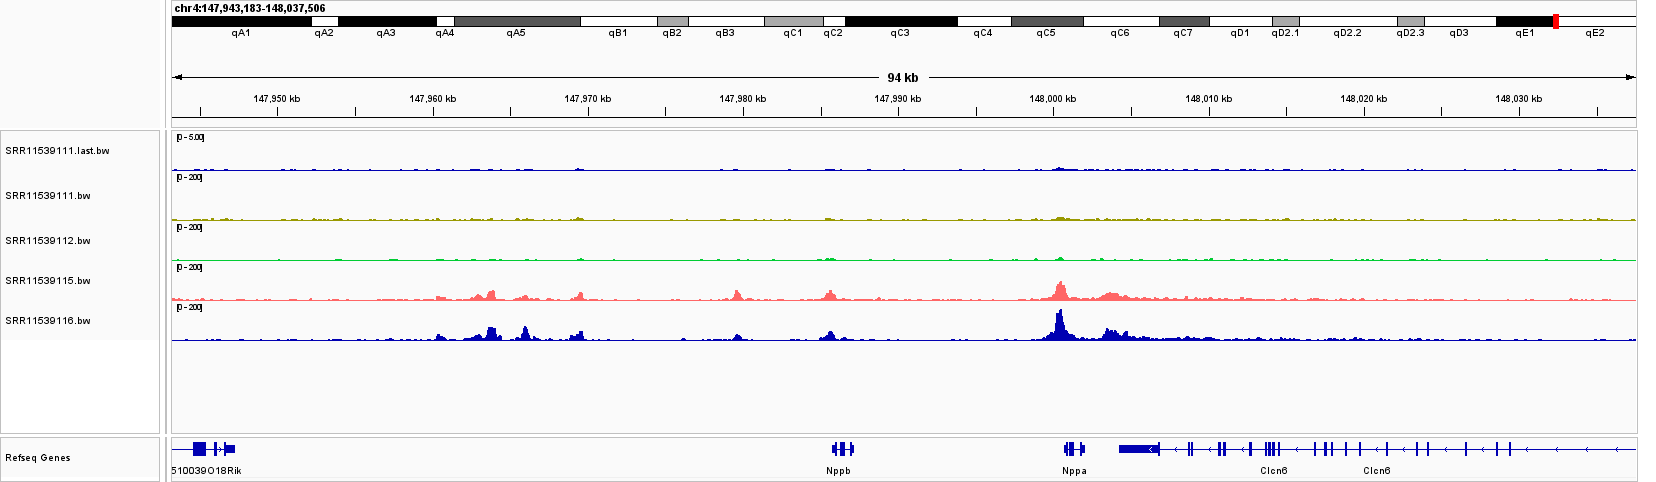 chr4:147,943,183-148,037,506
qA1 qA2 qA3 qA4 qA5 qB1 qB2 qB3 qC1 qC2 qC3 qC4 qC5 qC6 qC7 qD1 qD2.1 qD2.2 qD2.3 qD3 qE1 qE2
94 kb
147,950 kb 147,960 kb 147,970 kb 147,980 kb 147,990 kb 148,000 kb 148,010 kb 148,020 kb 148,030 kb
[0 - 5.00]
SRR11539111.last.bw
[0 - 200]
SRR11539111.bw
[0 - 200]
SRR11539112.bw
[0 - 200]
SRR11539115.bw
[0 - 200]
SRR11539116.bw
Refseq Genes
510039O18Rik Nppb Nppa Clcn6 Clcn6